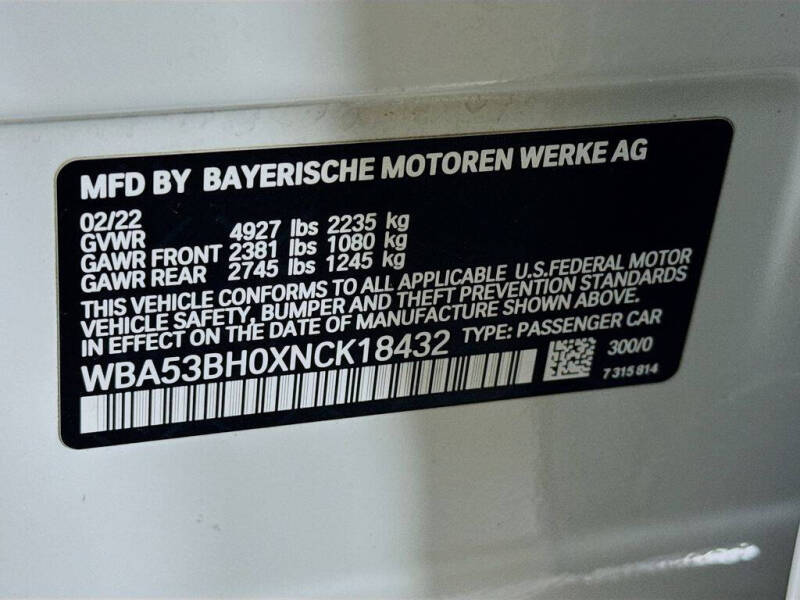 MFD BY BAYERISCHE MOTOREN WERKE AG
02/22
GVWR 4927 lbs 2235 kg
GAWR FRONT 2381 lbs 1080 kg
GAWR REAR 2745 lbs 1245 kg
THIS VEHICLE CONFORMS TO ALL APPLICABLE U.S.FEDERAL MOTOR
VEHICLE SAFETY, BUMPER AND THEFT PREVENTION STANDARDS
IN EFFECT ON THE DATE OF MANUFACTURE SHOWN ABOVE.
WBA53BH0XNCK18432 TYPE: PASSENGER CAR
300/0
7 315 814